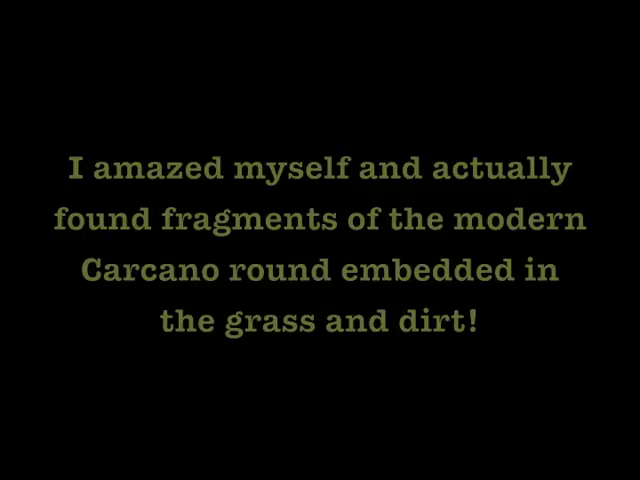 I amazed myself and actually
found fragments of the modern
Carcano round embedded in
the grass and dirt!